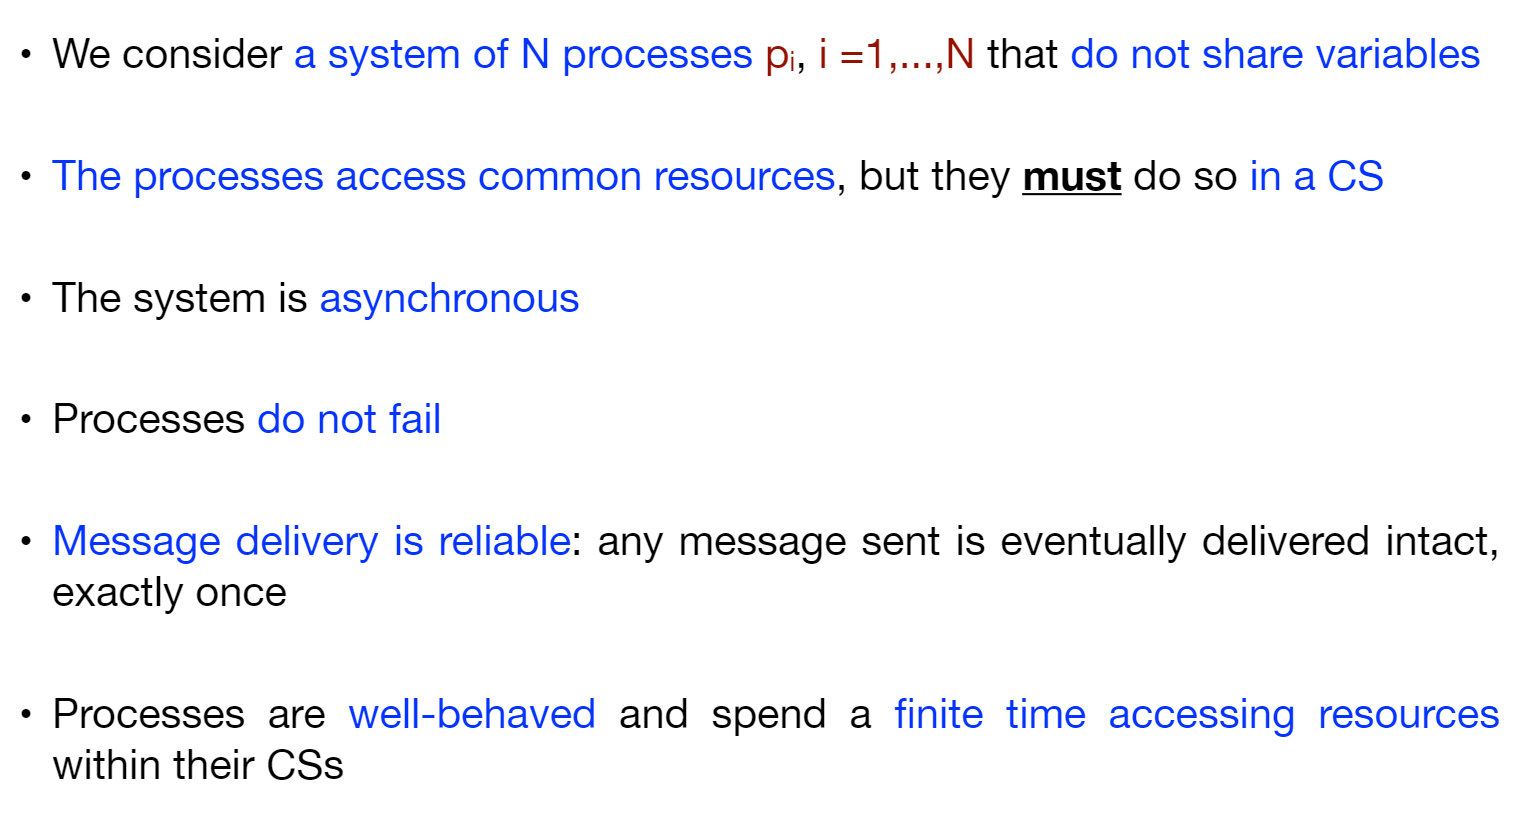 • We consider a system of N processes pi, i =1,...,N that do not share variables
• The processes access common resources, but they must do so in a CS
• The system is asynchronous
• Processes do not fail
• Message delivery is reliable: any message sent is eventually delivered intact,
exactly once
• Processes are well-behaved and spend a finite time accessing resources
within their CSs